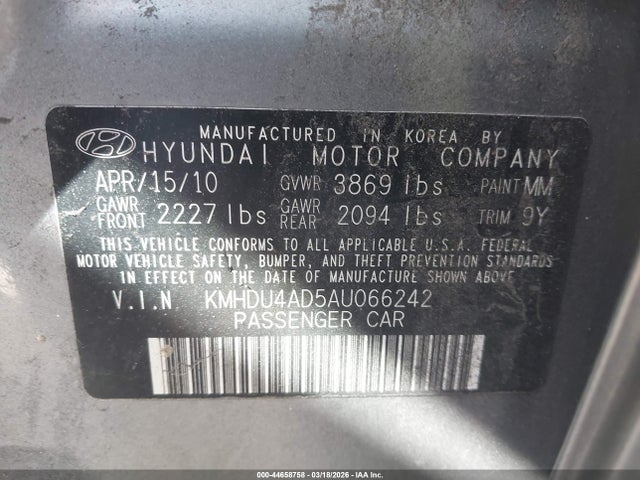 MANUFACTURED IN KOREA BY
HYUNDAI MOTOR COMPANY
APR/15/10 GVWR 3869 lbs PAINT MM
GAWR FRONT 2227 lbs GAWR REAR 2094 lbs TRIM 9Y
THIS VEHICLE CONFORMS TO ALL APPLICABLE U.S.A. FEDERAL
MOTOR VEHICLE SAFETY, BUMPER, AND THEFT PREVENTION STANDARDS
IN EFFECT ON THE DATE OF MANUFACTURE SHOWN ABOVE
V.I.N KMHDU4AD5AU066242
PASSENGER CAR
000-44658758 | 03/18/2026 - IAA Inc.